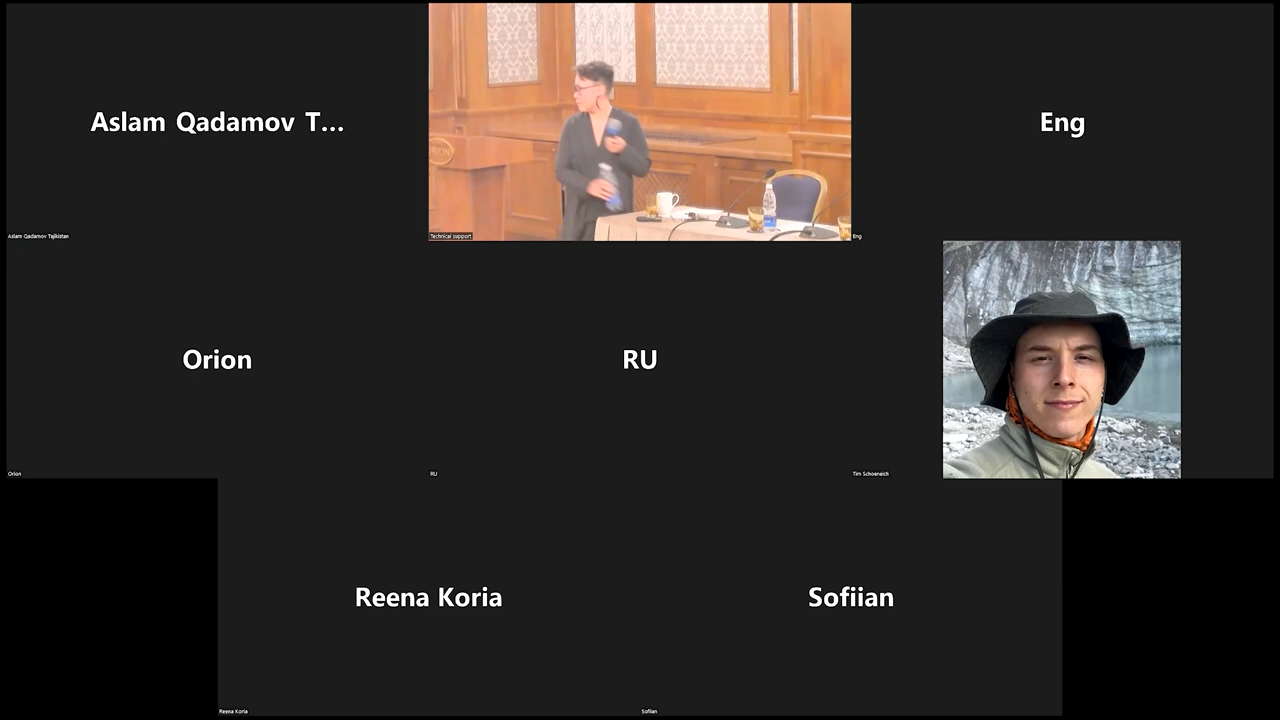 Aslam Qadamov T...
Eng
Aslam Qadamov Tajikistan
Technical support
Eng
Orion
RU
Orion
RU
Tim Schoeneich
Reena Koria
Sofiian
Reena Koria
Sofiian